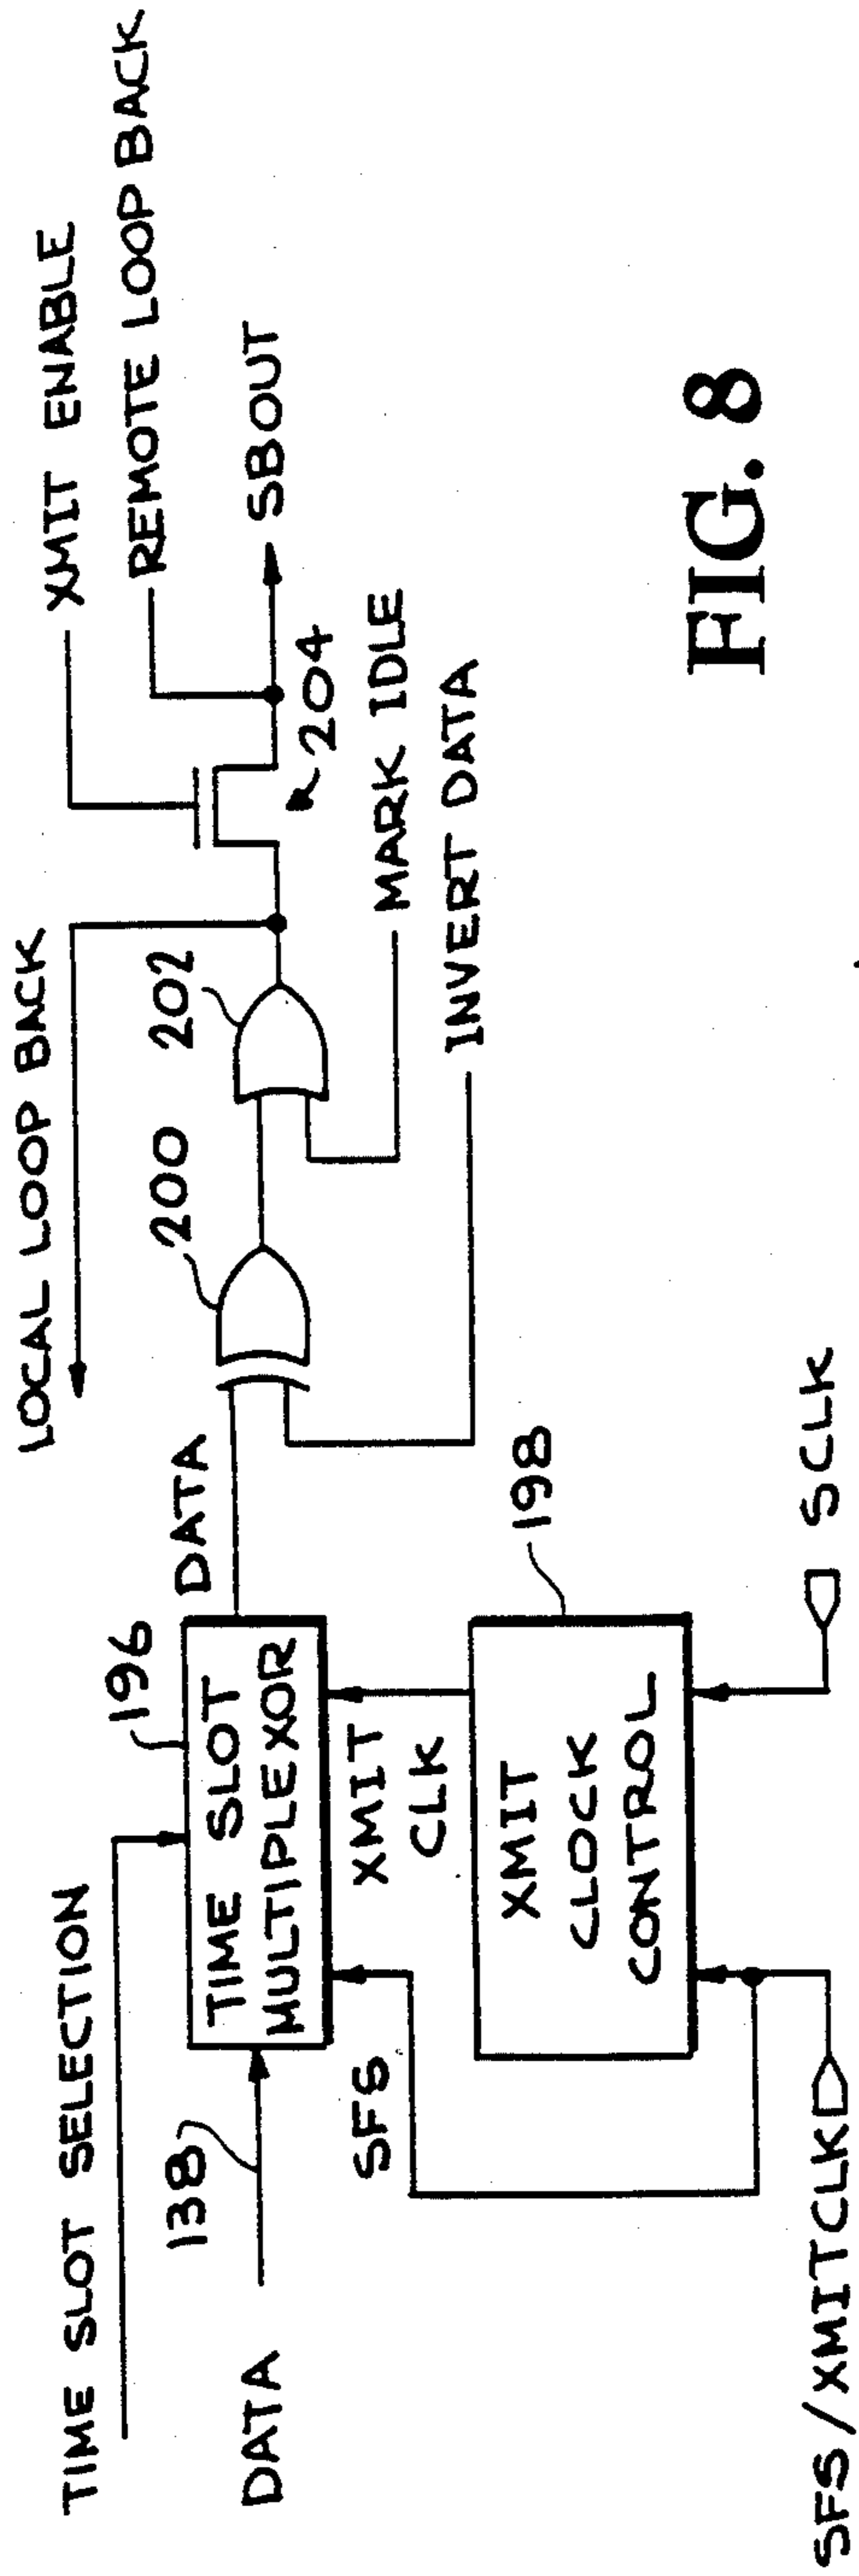 TIME SLOT SELECTION
DATA
138
196
TIME SLOT
MULTIPLEXOR
DATA
SFS
XMIT
CLK
198
XMIT
CLOCK
CONTROL
SFS/XMITCLK
SCLK
LOCAL LOOP BACK
200
202
204
XMIT ENABLE
REMOTE LOOP BACK
SBOUT
MARK IDLE
INVERT DATA
FIG. 8